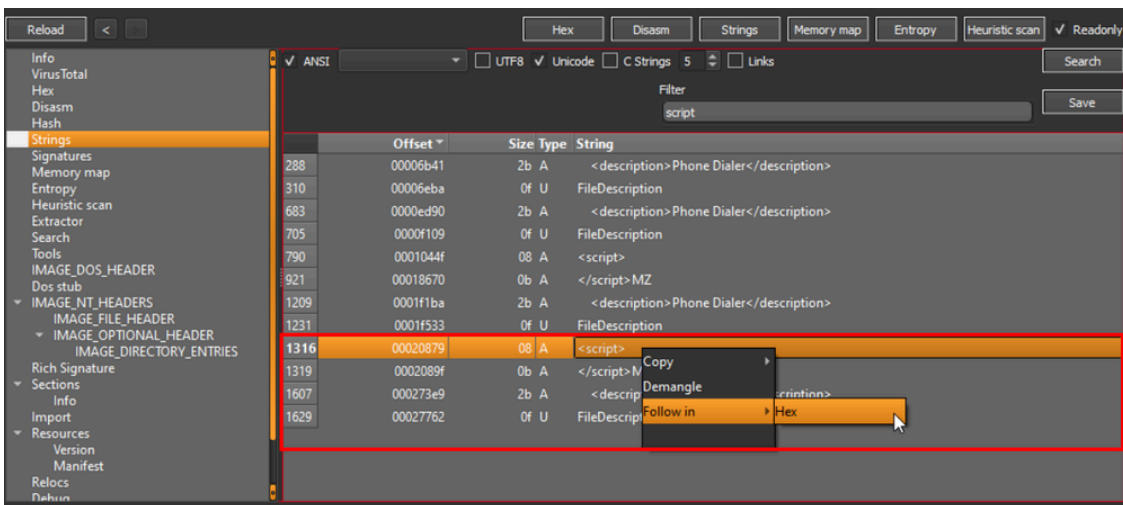 Reload < Hex Disasm Strings Memory map Entropy Heuristic scan Readonly
Info
VirusTotal
Hex
Disasm
Hash
Strings
Signatures
Memory map
Entropy
Heuristic scan
Extractor
Search
Tools
IMAGE_DOS_HEADER
Dos stub
IMAGE_NT_HEADERS
IMAGE_FILE_HEADER
IMAGE_OPTIONAL_HEADER
IMAGE_DIRECTORY_ENTRIES
Rich Signature
Sections
Info
Import
Resources
Version
Manifest
Relocs
Debug
ANSI UTF8 Unicode C Strings 5 Links Search
Filter
script
Save
Offset Size Type String
288 00006b41 2b A <description>Phone Dialer</description>
310 00006eba 0f U FileDescription
683 0000ed90 2b A <description>Phone Dialer</description>
705 0000f109 0f U FileDescription
790 0001044f 08 A <script>
921 00018670 0b A </script>MZ
1209 0001f1ba 2b A <description>Phone Dialer</description>
1231 0001f533 0f U FileDescription
1316 00020879 08 A <script>
1319 0002089f 0b A </script>M
1607 000273e9 2b A <descrip cription>
1629 00027762 0f U FileDescript
Copy
Demangle
Follow in Hex